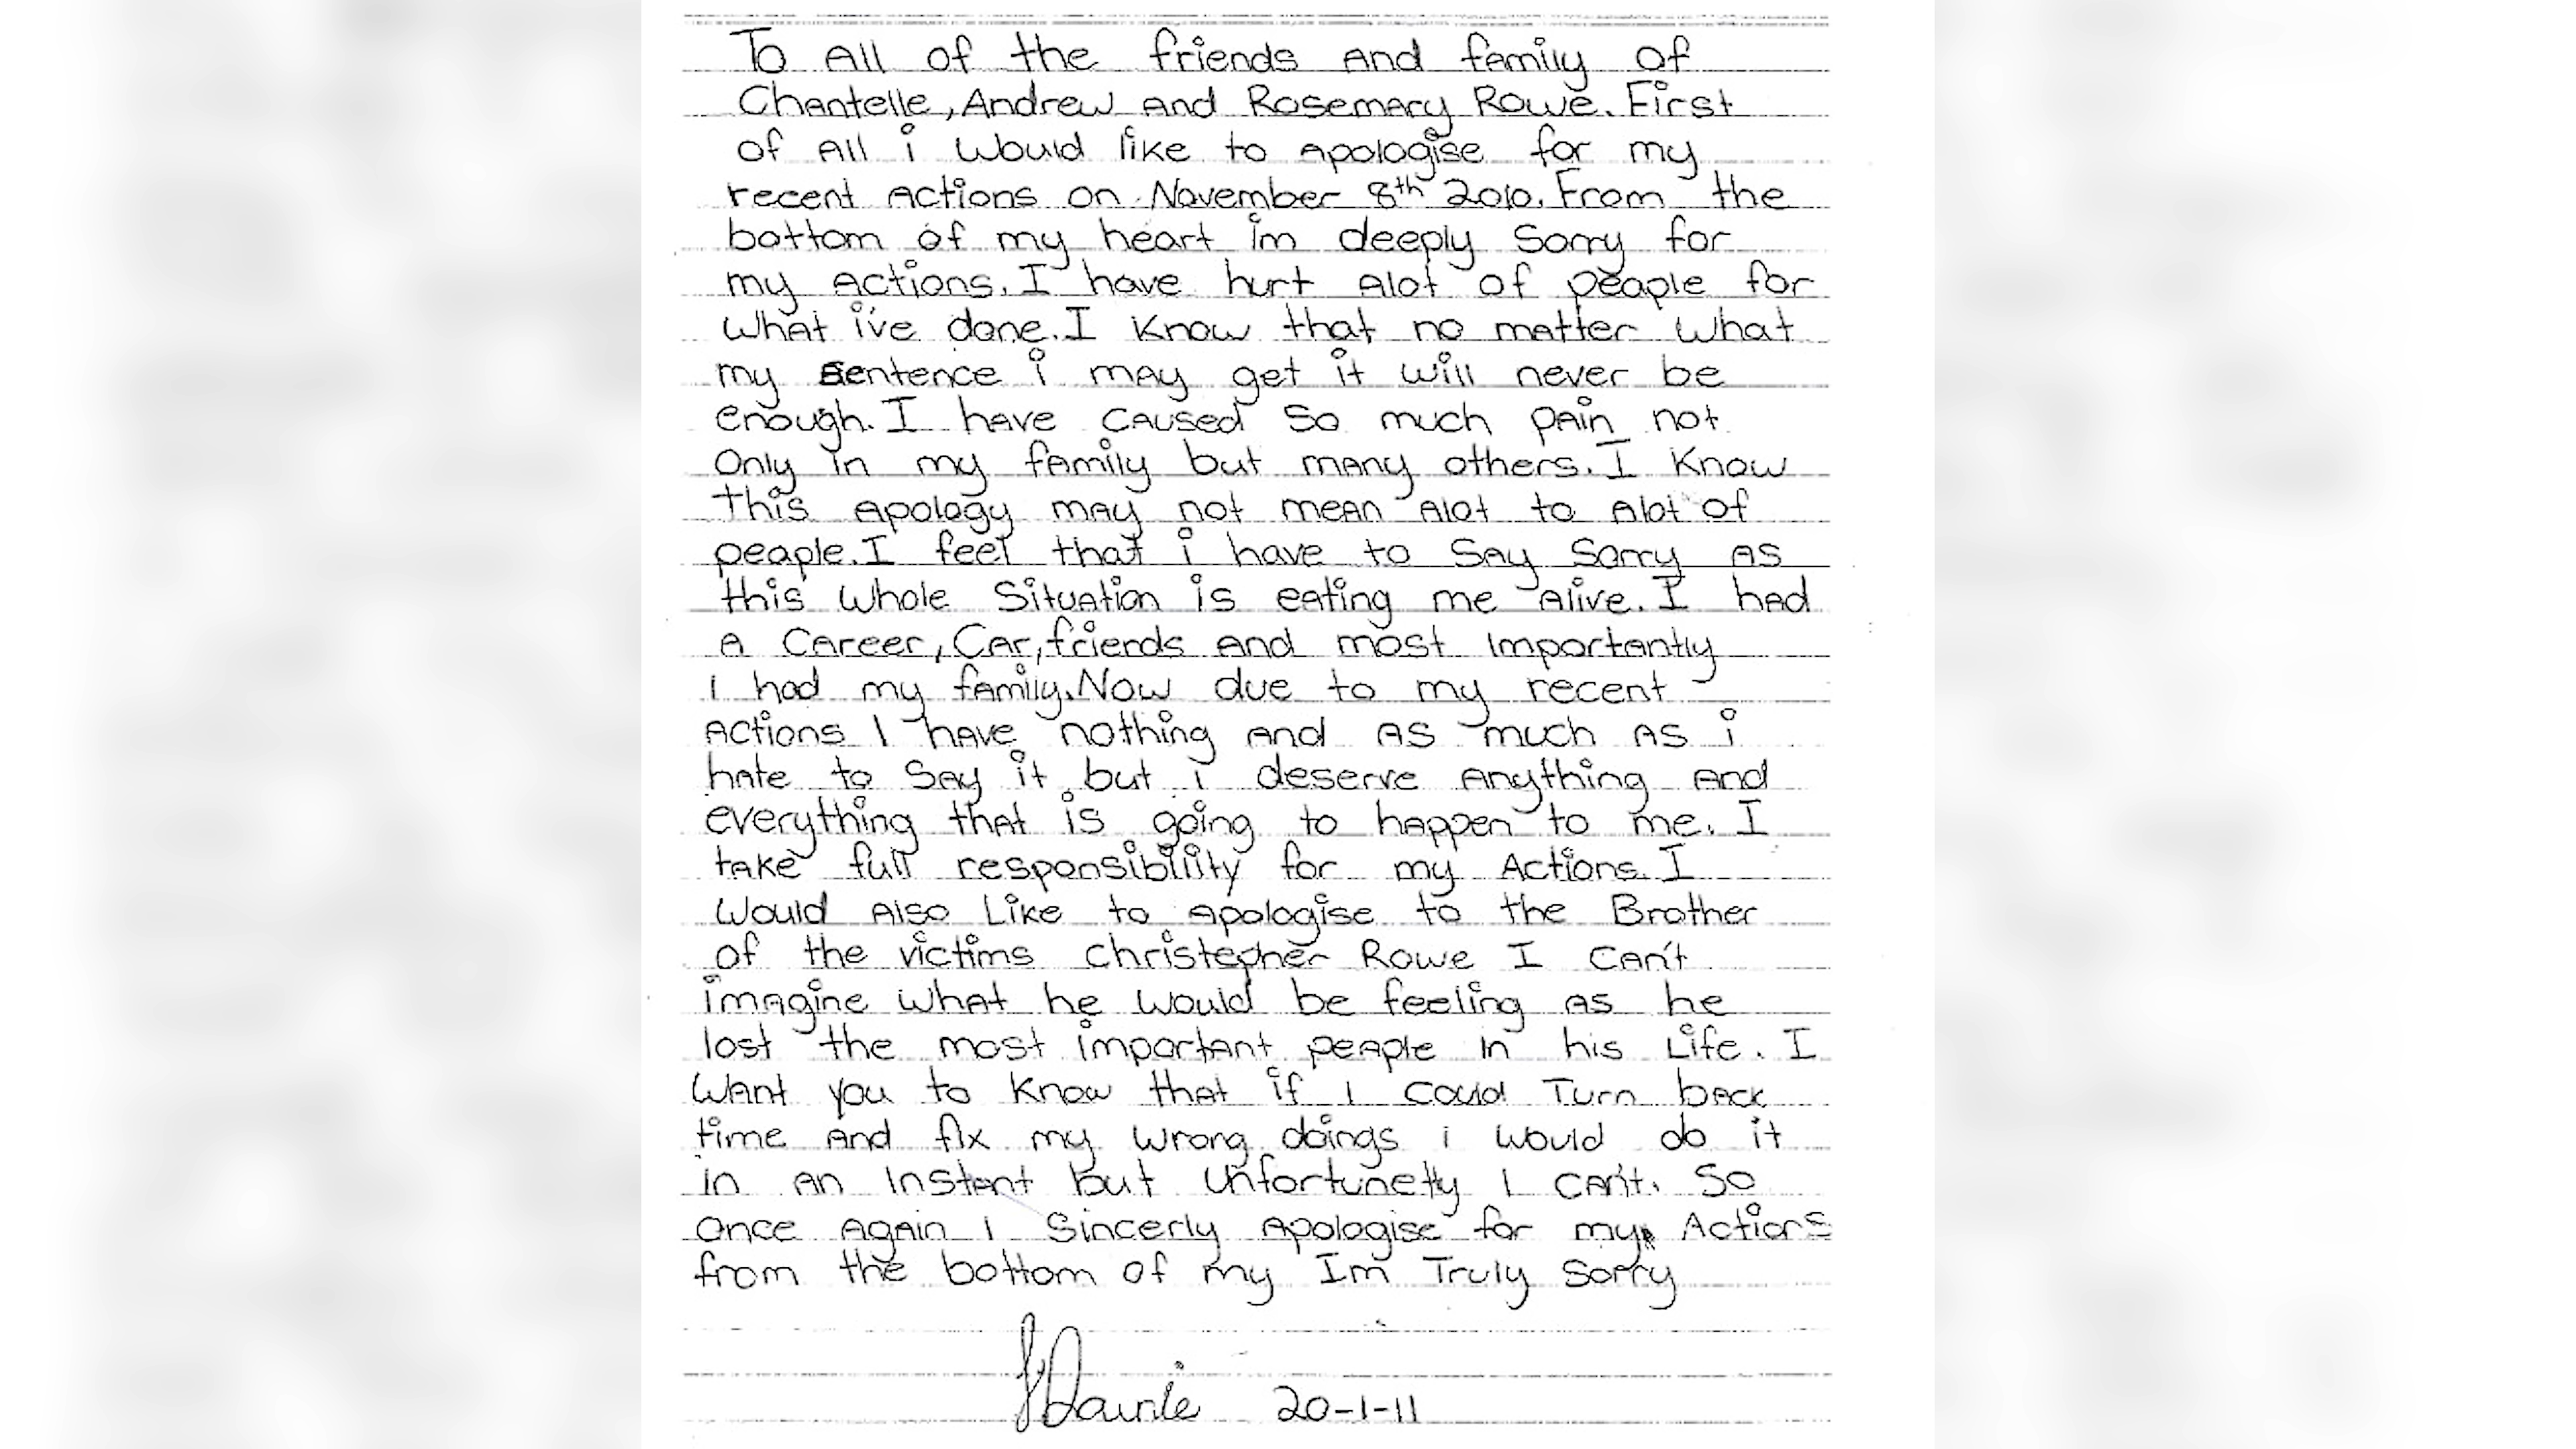 To All of the friends and family of
Chantelle, Andrew and Rosemary Rowe. First
of All i would like to Apologise for my
recent Actions on November 8th 2010. From the
bottom of my heart im deeply Sorry for
my Actions. I have hurt Alot of people for
what i've done. I know that no matter what
my sentence i may get it will never be
enough. I have caused so much pain not
Only in my family but many others. I know
this Apology may not mean Alot to Alot of
people. I feel that i have to Say Sorry As
this whole Situation is eating me Alive. I had
A Career, Car, friends and most Importantly
i had my family. Now due to my recent
Actions I have nothing and As much As i
hate to Say it but i deserve Anything And
everything that is going to happen to me. I
take full responsibility for my Actions. I
would Also Like to Apologise to the Brother
of the victims Christopher Rowe I Can't
imagine what he would be feeling As he
lost the most important people in his Life. I
want you to know that if I could Turn back
time And fix my wrong doings i would do it
in An Instant but Unfortunetly I can't. So
once Again I Sincerly Apologise for my Actions
from the bottom of my Im Truly Sorry
20-1-11